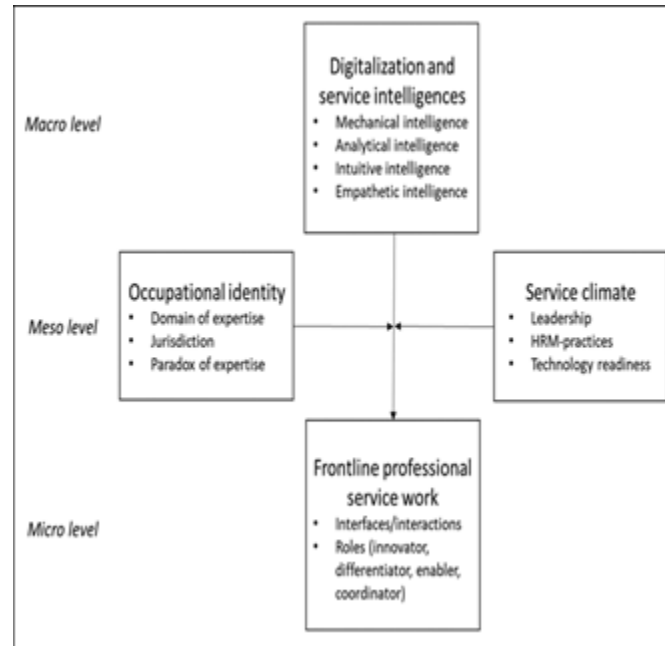 Digitalization and
service intelligences
Macro level
• Mechanical intelligence
• Analytical intelligence
• Intuitive intelligence
• Empathetic intelligence
Occupational identity
Meso level
• Domain of expertise
• Jurisdiction
• Paradox of expertise
Service climate
• Leadership
• HRM-practices
• Technology readiness
Frontline professional
service work
Micro level
• Interfaces/interactions
• Roles (innovator,
differentiator, enabler,
coordinator)